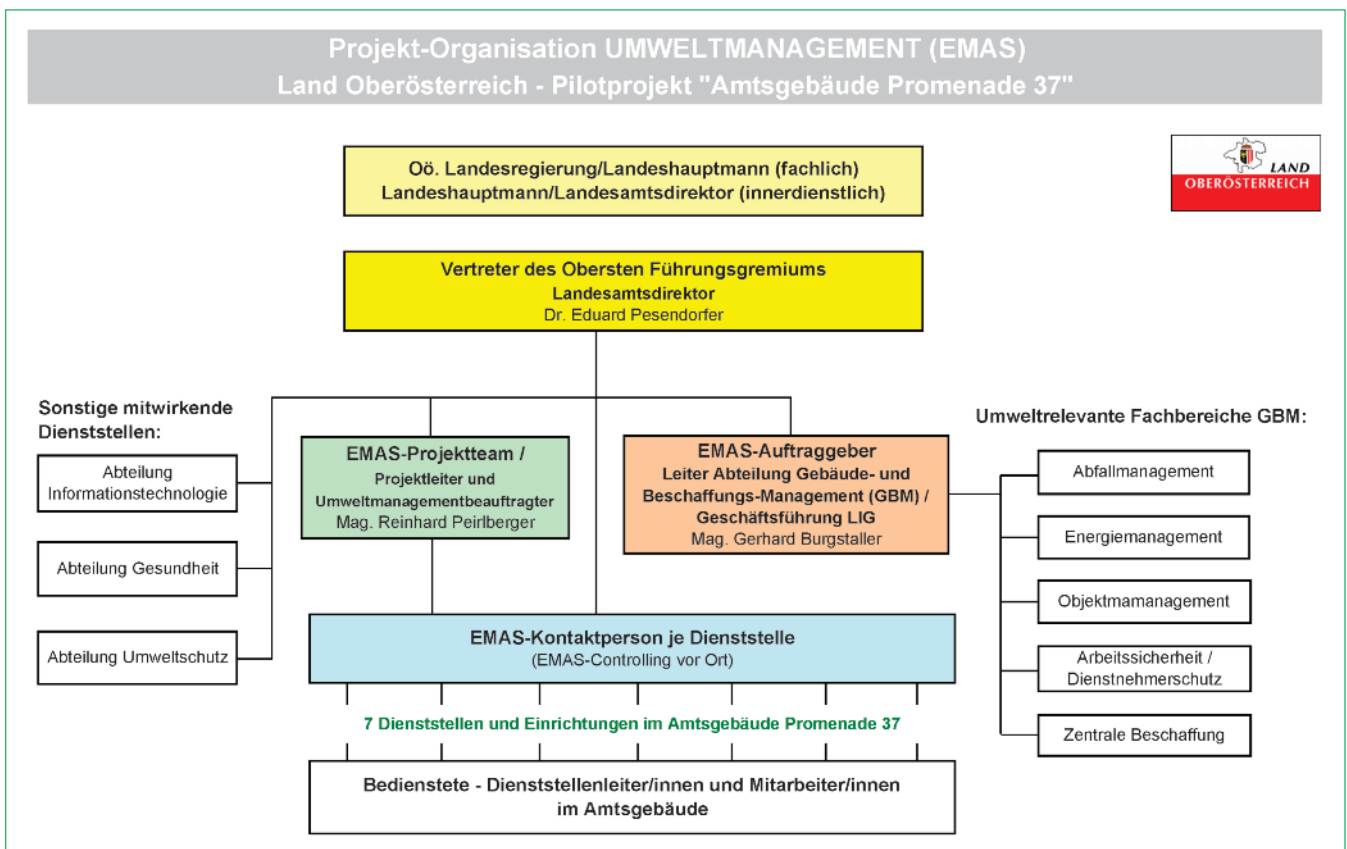 Projekt-Organisation UMWELTMANAGEMENT (EMAS)
Land Oberösterreich - Pilotprojekt "Amtsgebäude Promenade 37"
Oö. Landesregierung/Landeshauptmann (fachlich)
Landeshauptmann/Landesamtsdirektor (innerdienstlich)
LAND
OBERÖSTERREICH
Vertreter des Obersten Führungsgremiums
Landesamtsdirektor
Dr. Eduard Pesendorfer
Sonstige mitwirkende
Dienststellen:
Abteilung
Informationstechnologie
Abteilung Gesundheit
Abteilung Umweltschutz
EMAS-Projektteam /
Projektleiter und
Umweltmanagementbeauftragter
Mag. Reinhard Peirlberger
EMAS-Auftraggeber
Leiter Abteilung Gebäude- und
Beschaffungs-Management (GBM) /
Geschäftsführung LIG
Mag. Gerhard Burgstaller
Umweltrelevante Fachbereiche GBM:
Abfallmanagement
Energiemanagement
Objektmamanagement
Arbeitssicherheit /
Dienstnehmerschutz
Zentrale Beschaffung
EMAS-Kontaktperson je Dienststelle
(EMAS-Controlling vor Ort)
7 Dienststellen und Einrichtungen im Amtsgebäude Promenade 37
Bedienstete - Dienststellenleiter/innen und Mitarbeiter/innen
im Amtsgebäude